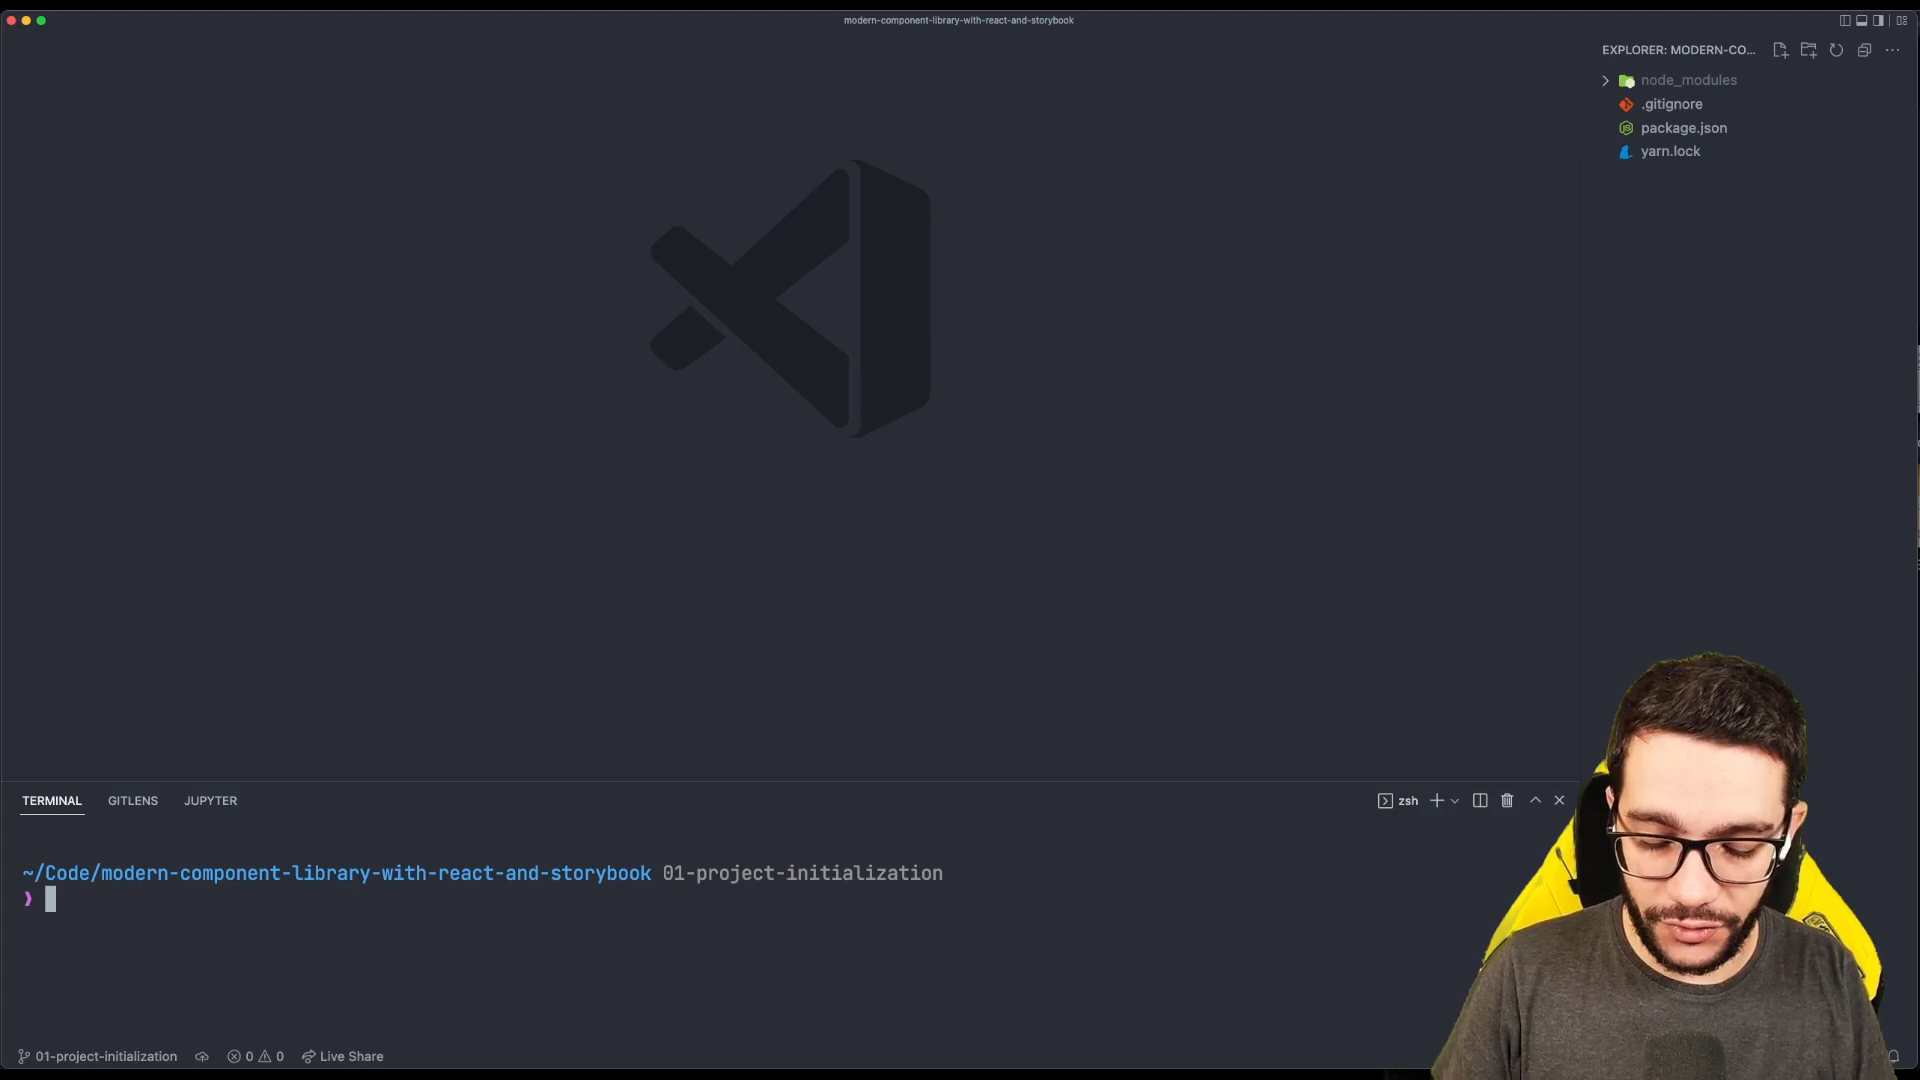 modern-component-library-with-react-and-storybook
EXPLORER: MODERN-CO...
node_modules
.gitignore
package.json
yarn.lock
TERMINAL
GITLENS
JUPYTER
zsh
~/Code/modern-component-library-with-react-and-storybook 01-project-initialization
❯
01-project-initialization
0
0
Live Share